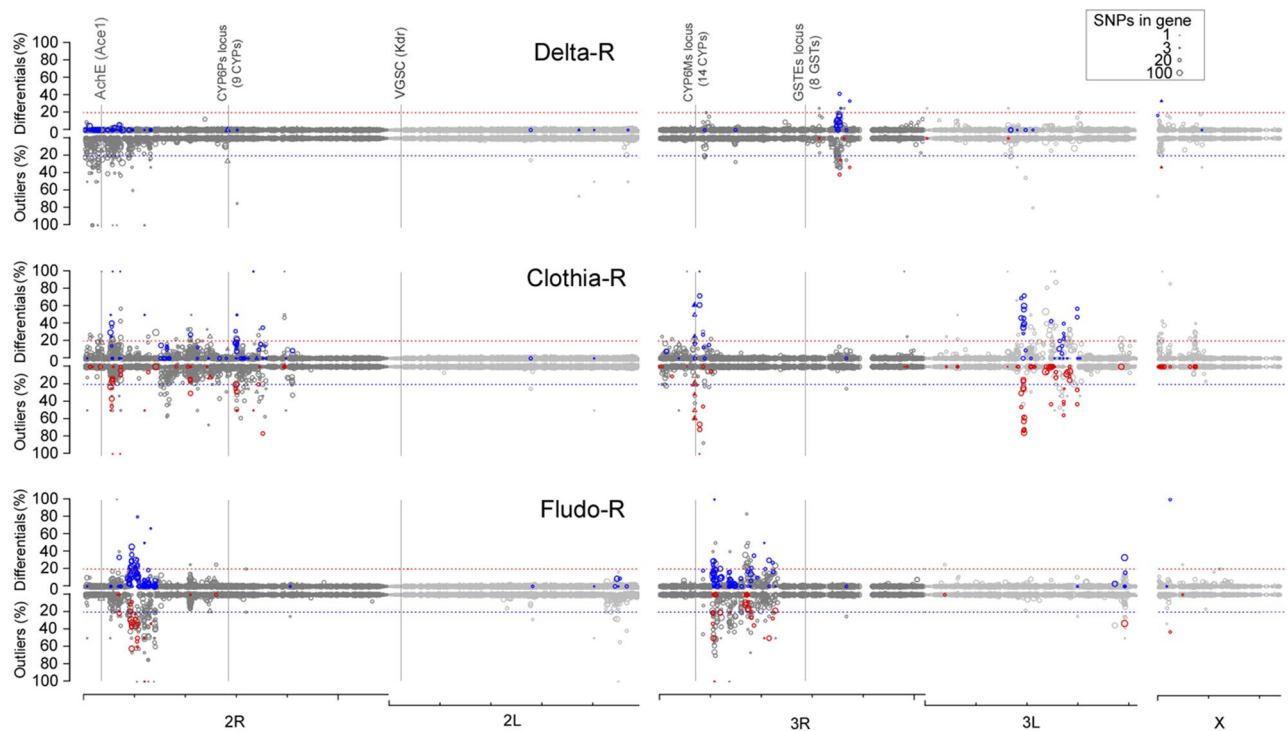 AchE (Ace1)
CYP6Ps locus
(9 CYPs)
VGSC (Kdr)
Delta-R
CYP6Ms locus
(14 CYPs)
GSTEs locus
(8 GSTs)
SNPs in gene
1
3
20
100
Differentials (%)
Outliers (%)
100
80
60
40
20
0
20
40
60
80
100
Clothia-R
Differentials (%)
Outliers (%)
100
80
60
40
20
0
20
40
60
80
100
Fludo-R
Differentials (%)
Outliers (%)
100
80
60
40
20
0
20
40
60
80
100
2R
2L
3R
3L
X